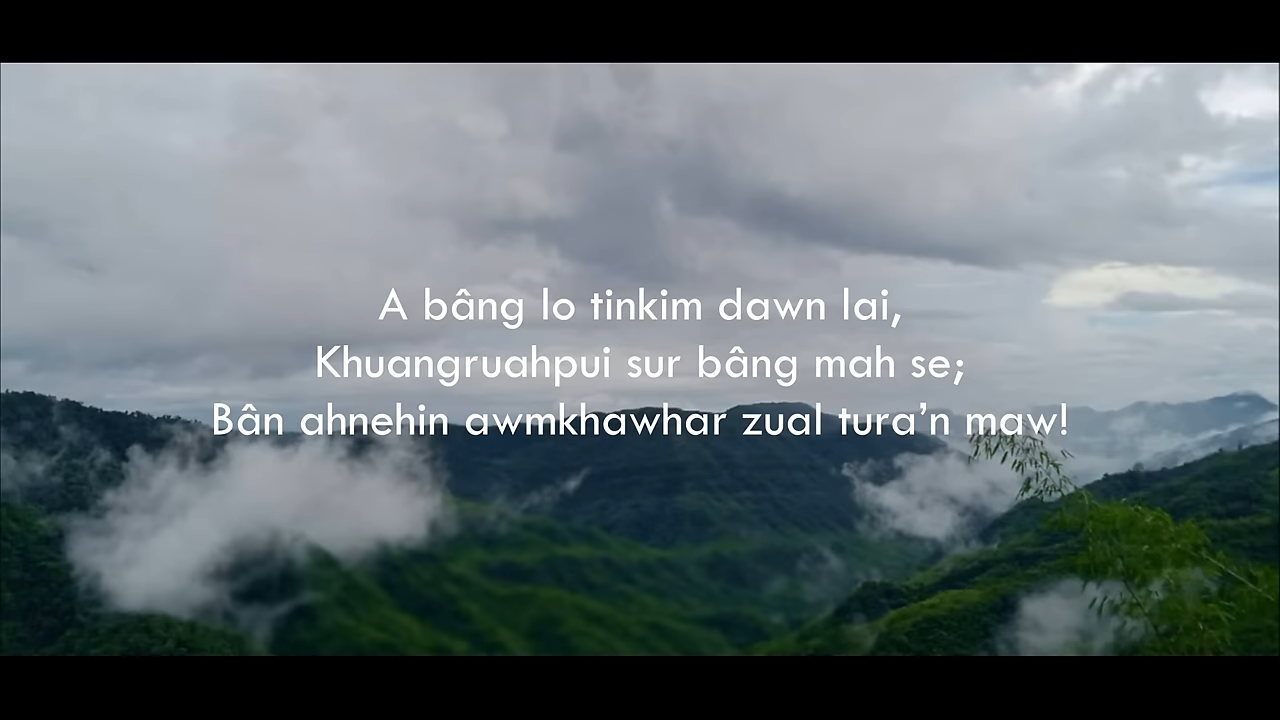 A bâng lo tinkim dawn lai,
Khuangruahpui sur bâng mah se;
Bân ahnehin awmkhawhar zual tura’n maw!